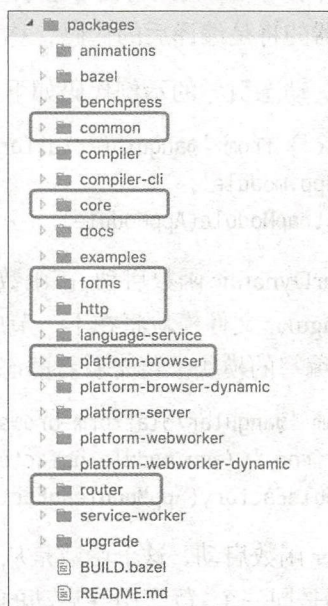 packages
animations
bazel
benchpress
common
compiler
compiler-cli
core
docs
examples
forms
http
language-service
platform-browser
platform-browser-dynamic
platform-server
platform-webworker
platform-webworker-dynamic
router
service-worker
upgrade
BUILD.bazel
README.md